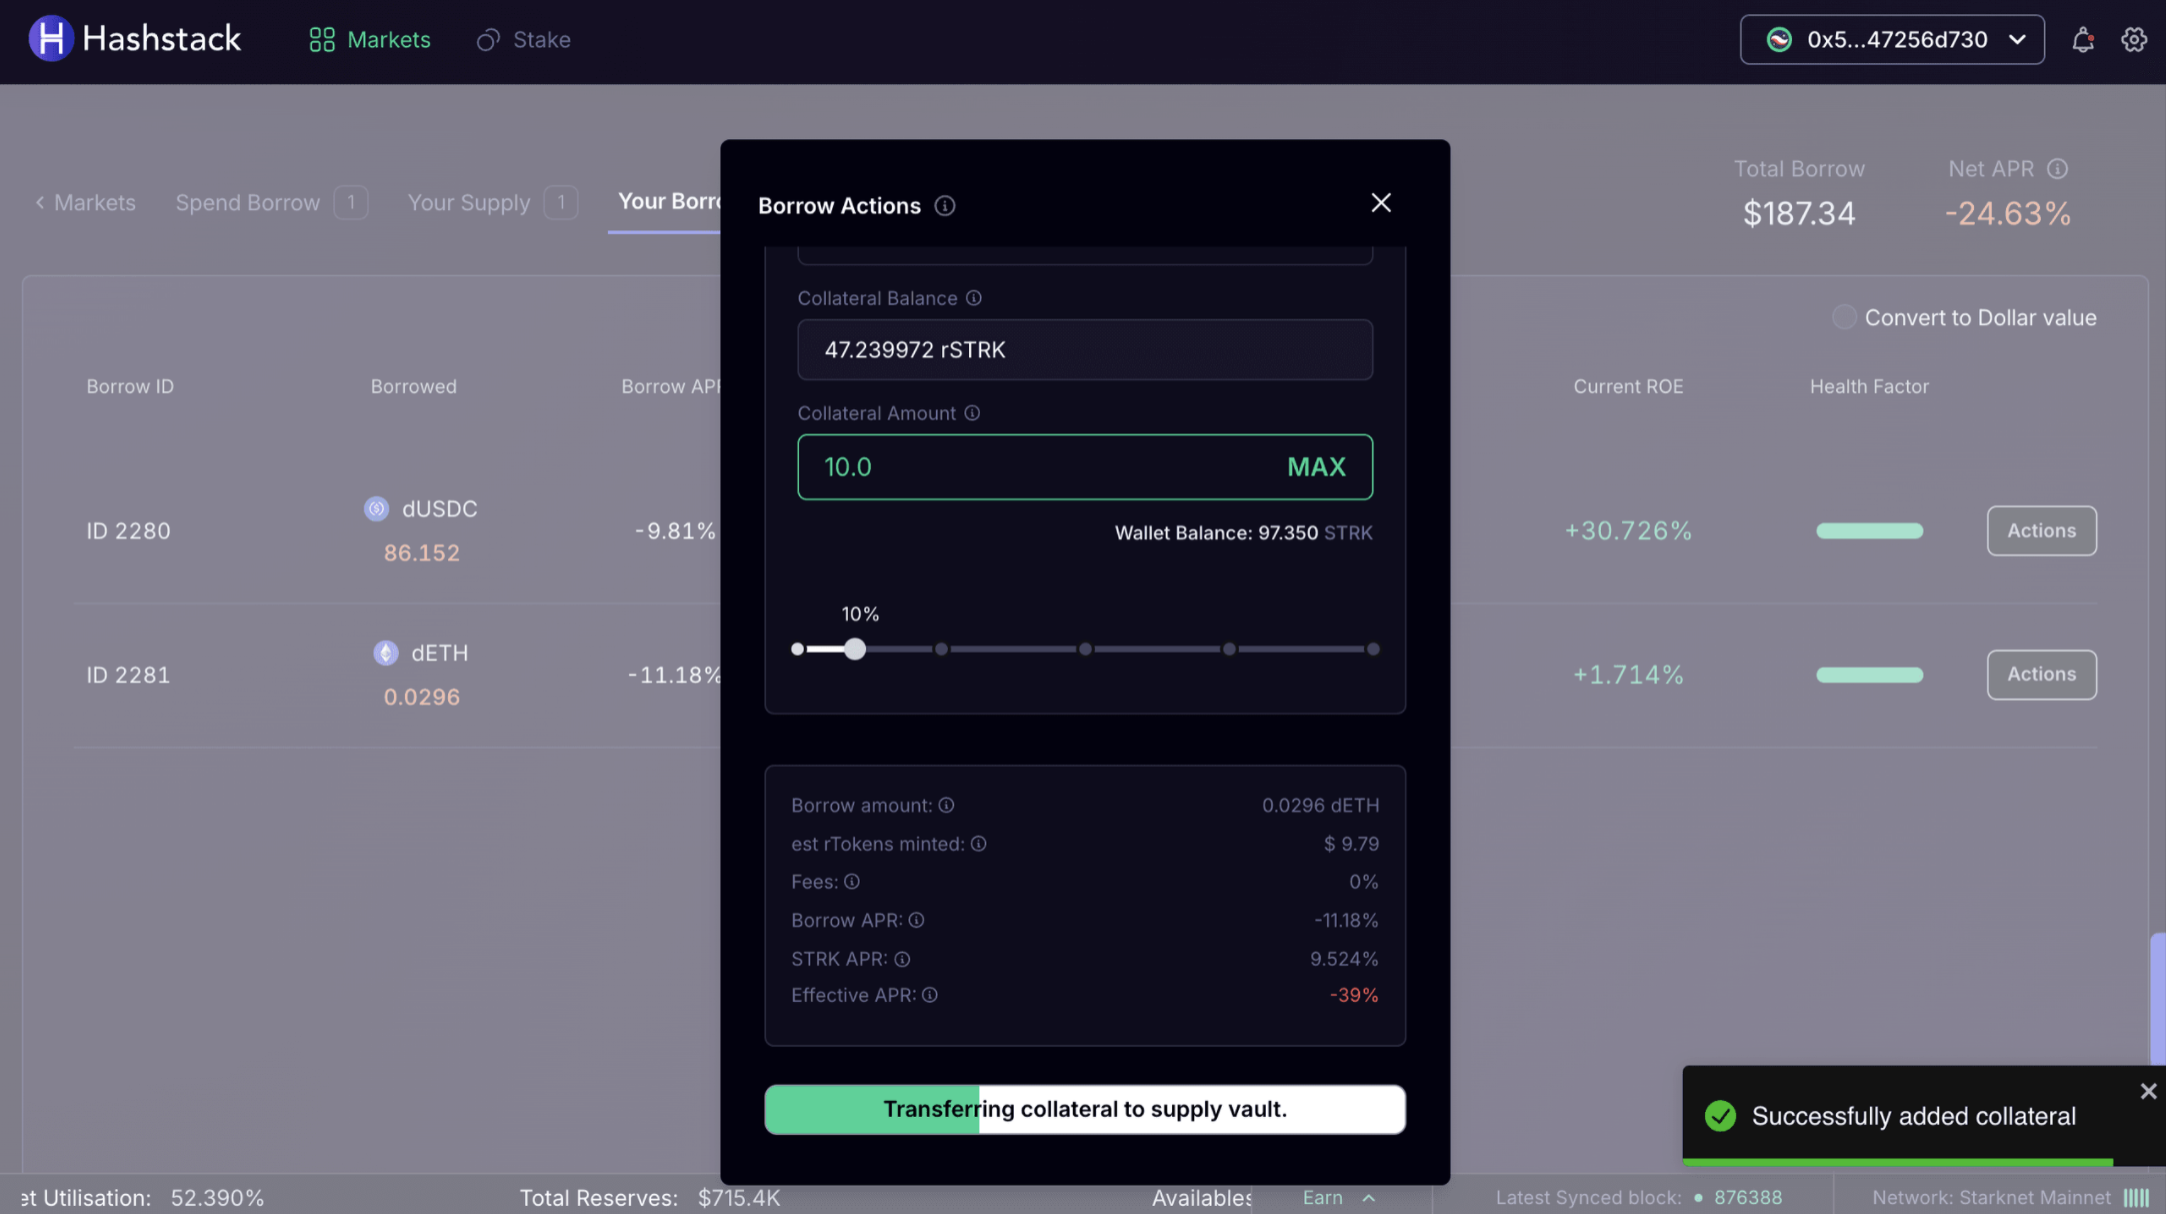 Hashstack
Markets
Stake
0x5...47256d730
Markets
Spend Borrow 1
Your Supply 1
Your Borro
Total Borrow
$187.34
Net APR
-24.63%
Borrow Actions
Convert to Dollar value
Borrow ID
Borrowed
Borrow APR
Current ROE
Health Factor
ID 2280
dUSDC
86.152
-9.81%
+30.726%
Actions
ID 2281
dETH
0.0296
-11.18%
+1.714%
Actions
Collateral Balance
47.239972 rSTRK
Collateral Amount
10.0 MAX
Wallet Balance: 97.350 STRK
10%
Borrow amount: 0.0296 dETH
est rTokens minted: $ 9.79
Fees: 0%
Borrow APR: -11.18%
STRK APR: 9.524%
Effective APR: -39%
Transferring collateral to supply vault.
Successfully added collateral
et Utilisation: 52.390%
Total Reserves: $715.4K
Availables
Earn
Latest Synced block: 876388
Network: Starknet Mainnet